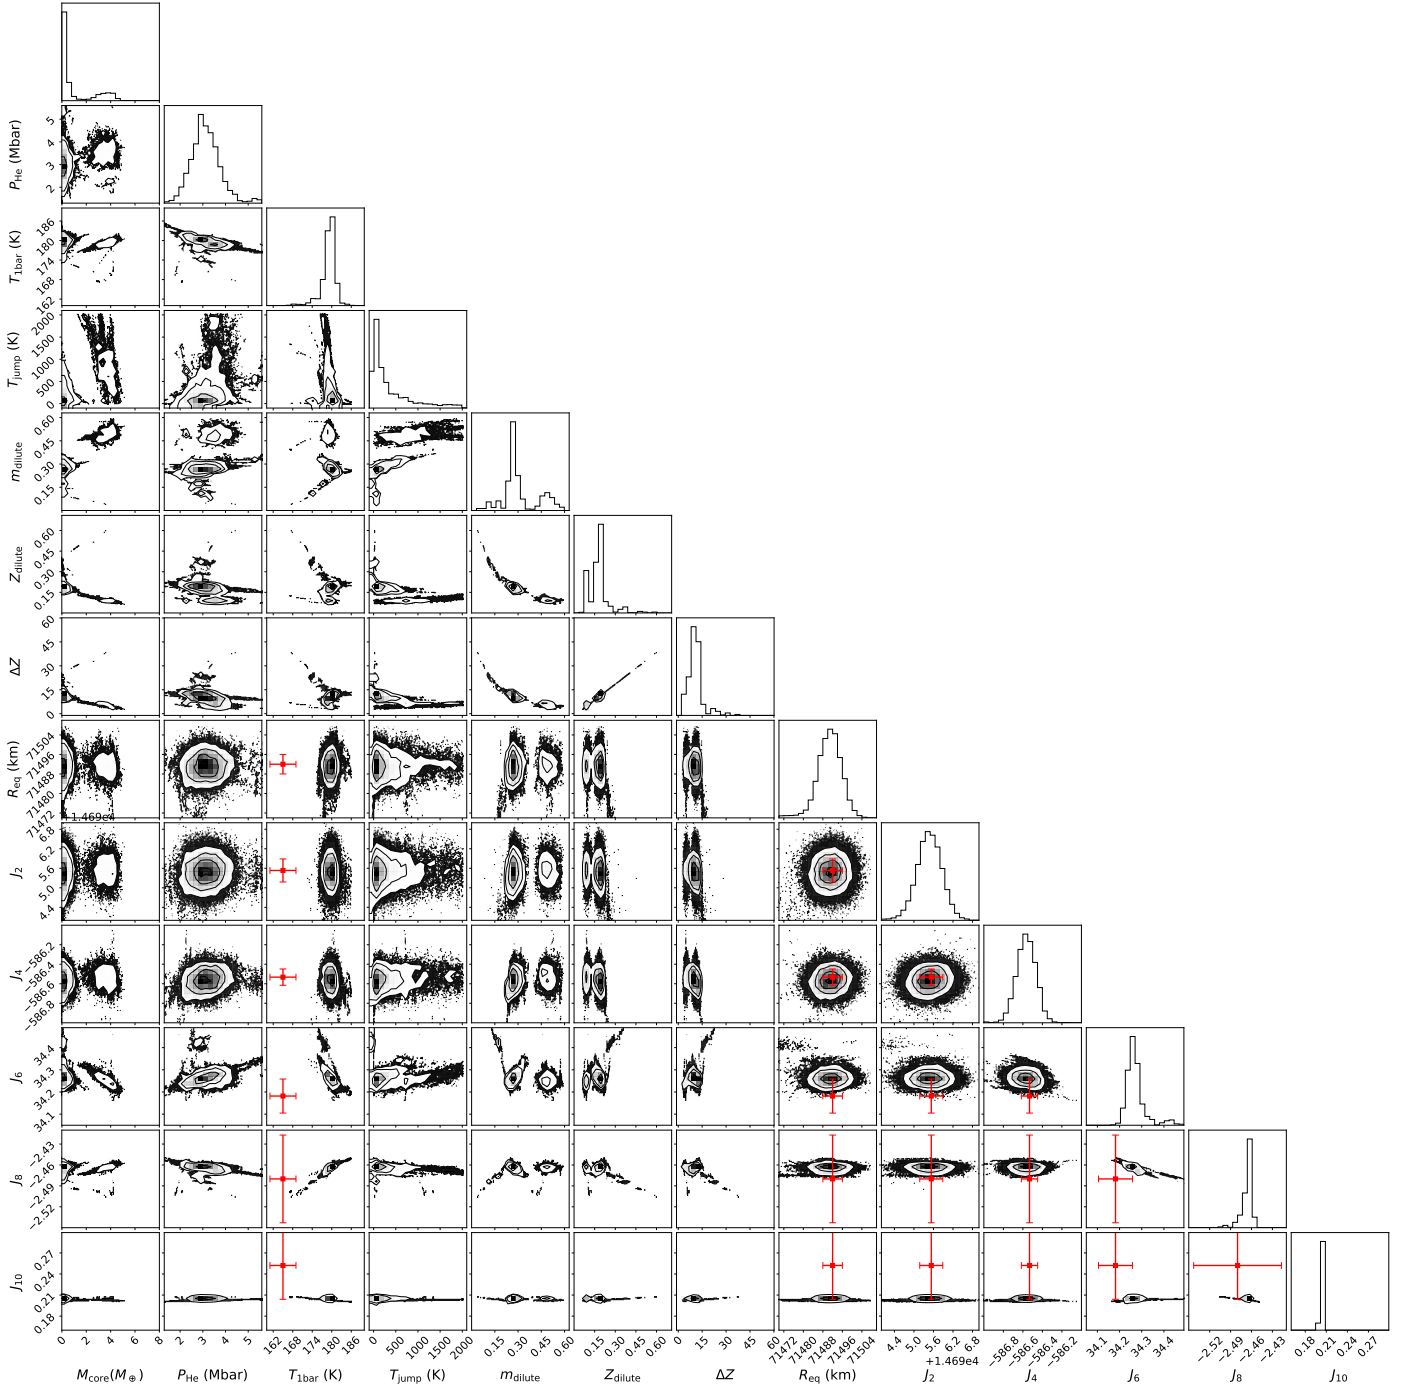 P_He (Mbar)
5
4
3
2
T_1bar (K)
186
180
174
168
162
T_jump (K)
2000
1500
1000
500
0
m_dilute
0.60
0.45
0.30
0.15
Z_dilute
0.60
0.45
0.30
0.15
ΔZ
60
45
30
15
0
R_eq (km)
71504
71496
71488
71480
71472
1.469e4
J_2
6.8
6.2
5.6
5.0
4.4
J_4
−586.2
−586.4
−586.6
−586.8
J_6
34.4
34.3
34.2
34.1
J_8
−2.43
−2.46
−2.49
−2.52
J_10
0.27
0.24
0.21
0.18
0 2 4 6 8
2 3 4 5
162 168 174 180 186
0 500 1000 1500 2000
0.15 0.30 0.45 0.60
0.15 0.30 0.45 0.60
0 15 30 45 60
71472 71480 71488 71496 71504
4.4 5.0 5.6 6.2 6.8
−586.8 −586.6 −586.4 −586.2
34.1 34.2 34.3 34.4
−2.52 −2.49 −2.46 −2.43
0.18 0.21 0.24 0.27
+1.469e4
M_core(M_⊕) P_He (Mbar) T_1bar (K) T_jump (K) m_dilute Z_dilute ΔZ R_eq (km) J_2 J_4 J_6 J_8 J_10